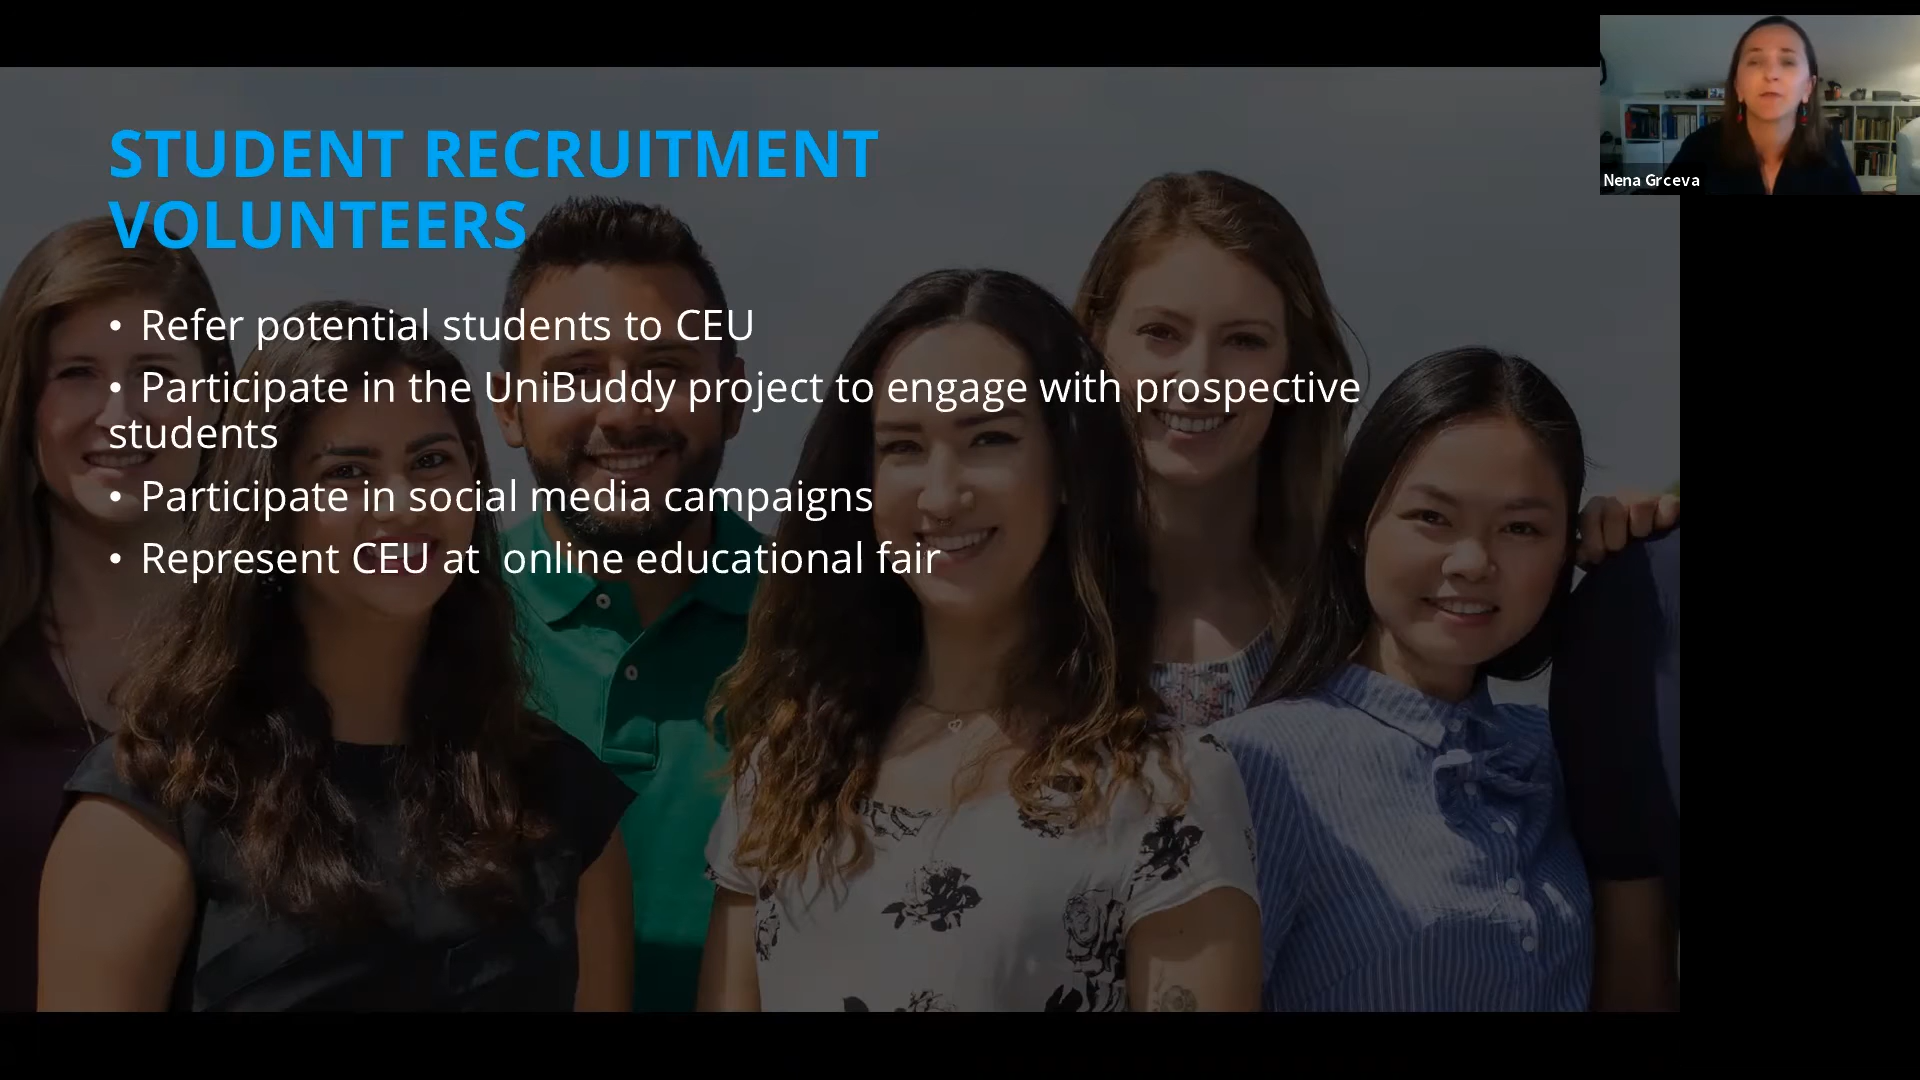 STUDENT RECRUITMENT
VOLUNTEERS
• Refer potential students to CEU
• Participate in the UniBuddy project to engage with prospective
students
• Participate in social media campaigns
• Represent CEU at  online educational fair
Nena Grceva